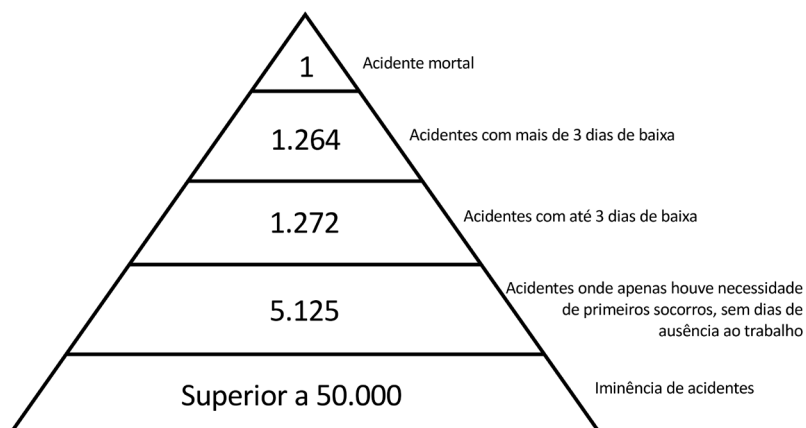 1
Acidente mortal
1.264
Acidentes com mais de 3 dias de baixa
1.272
Acidentes com até 3 dias de baixa
5.125
Acidentes onde apenas houve necessidade
de primeiros socorros, sem dias de
ausência ao trabalho
Superior a 50.000
Iminência de acidentes